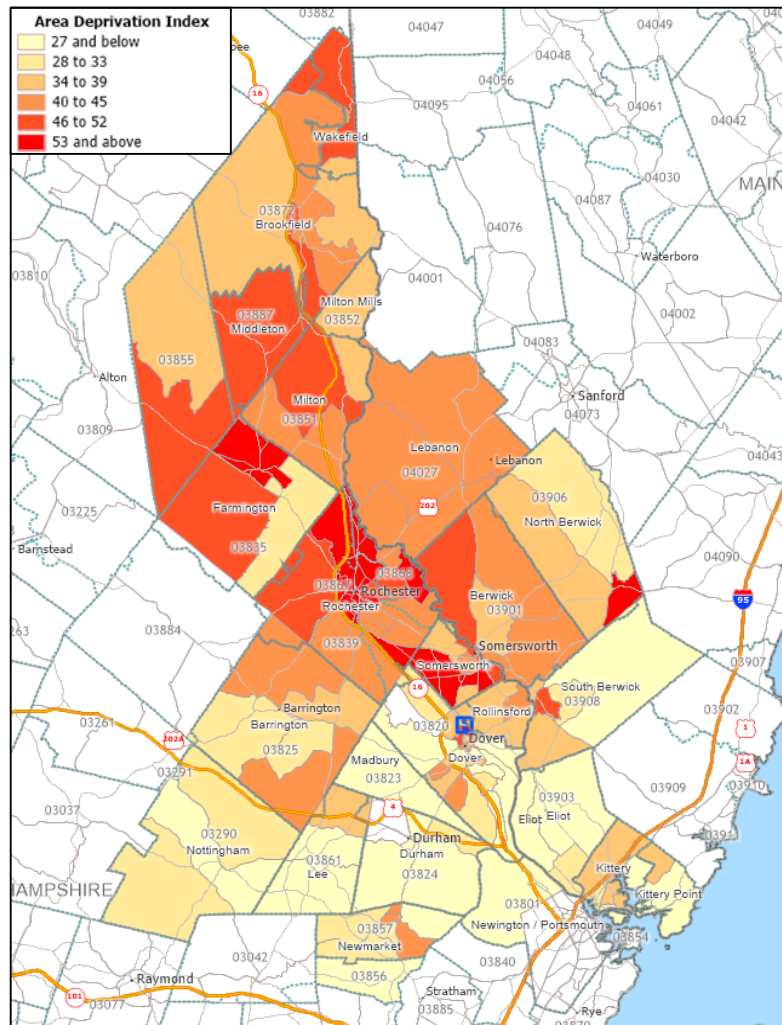 Area Deprivation Index
27 and below
28 to 33
34 to 39
40 to 45
46 to 52
53 and above
03882
04047
04049
04042
04048
04056
16
04095
04061
Wakefield
MAIN
04087
04030
03872
Brookfield
04076
Waterboro
03810
04001
04002
Milton Mills
03887
03852
Middleton
04083
03855
Alton
Sanford
Milton
04073
03851
03809
Lebanon
Lebanon
04043
04027
03906
202
03225
Farmington
North Berwick
Barnstead
03835
04090
03868
95
Rochester
Berwick
Rochester
03901
03884
263
03839
Somersworth
Somersworth
03907
16
South Berwick
03902
Barrington
Rollinsford
03908
03261
Barrington
03820
H
1
202A
03825
Dover
Madbury
Dover
1A
03291
03823
03909
03910
03037
4
03903
03290
Eliot
Eliot
03911
Nottingham
Durham
03861
Durham
Kittery
HAMPSHIRE
Lee
03824
Kittery Point
03801
03857
Newington / Portsmouth
03042
Newmarket
03854
03840
03856
Raymond
101
Stratham
03077
03885
Rye
03870